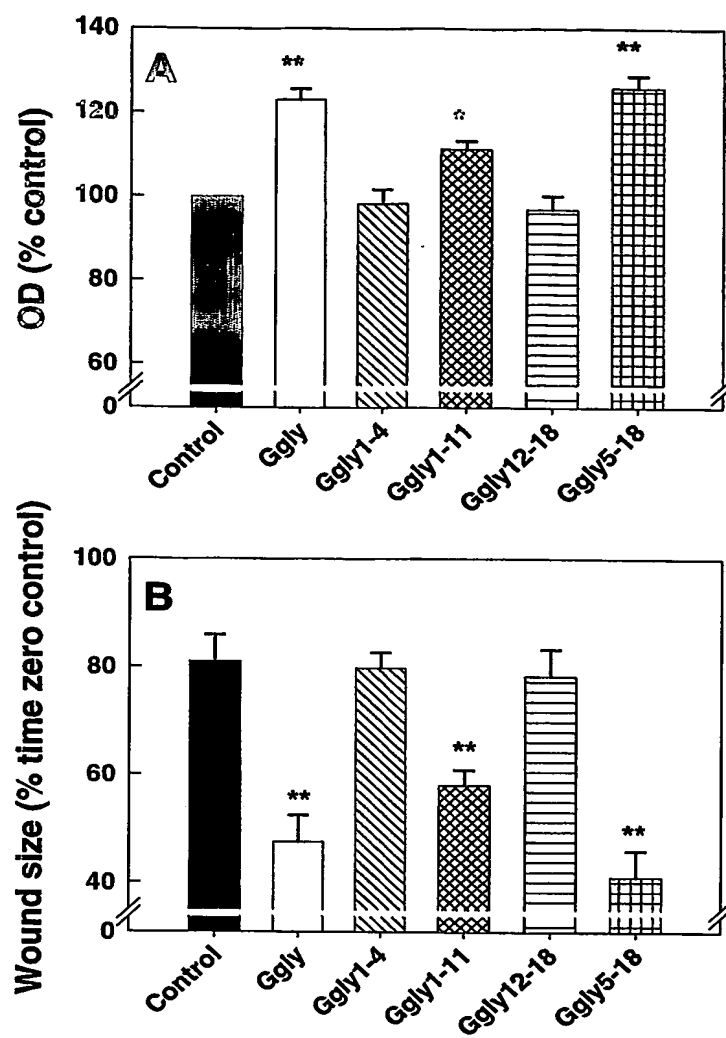 140
A
**
**
120
*
100
80
60
0
OD (% control)
Control
Ggly
Ggly1-4
Ggly1-11
Ggly12-18
Ggly5-18
100
B
80
**
60
**
**
40
0
Wound size (% time zero control)
Control
Ggly
Ggly1-4
Ggly1-11
Ggly12-18
Ggly5-18